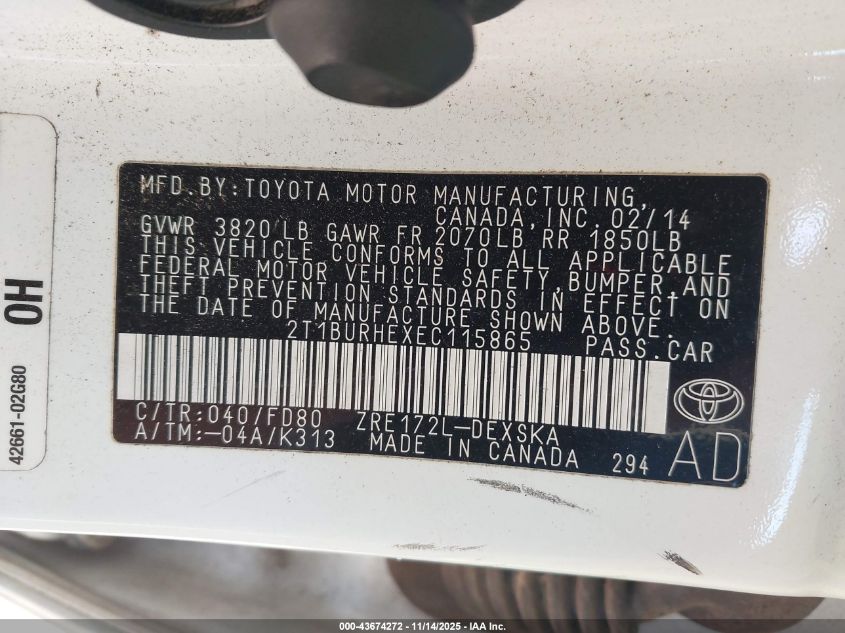 MFD.BY:TOYOTA MOTOR MANUFACTURING,
CANADA,INC. 02/14
GVWR 3820 LB GAWR FR 2070LB RR 1850LB
THIS VEHICLE CONFORMS TO ALL APPLICABLE
FEDERAL MOTOR VEHICLE SAFETY,BUMPER,AND
THEFT PREVENTION STANDARDS IN EFFECT ON
THE DATE OF MANUFACTURE SHOWN ABOVE.
2T1BURHEXEC115865 PASS.CAR
C/TR:040/FD80 ZRE172L-DEXSKA
A/TM:-04A/K313 MADE IN CANADA 294 AD
42661-02G80 0H
000-43674272 - 11/14/2025 - IAA Inc.